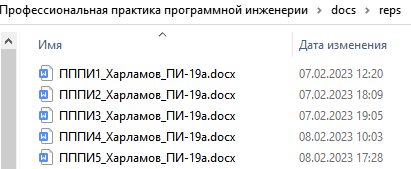 Профессиональная практика программной инженерии > docs > reps
Имя Дата изменения
ПППИ1_Харламов_ПИ-19а.docx 07.02.2023 12:20
ПППИ2_Харламов_ПИ-19а.docx 07.02.2023 18:09
ПППИ3_Харламов_ПИ-19а.docx 07.02.2023 19:05
ПППИ4_Харламов_ПИ-19а.docx 08.02.2023 10:03
ПППИ5_Харламов_ПИ-19а.docx 08.02.2023 17:28